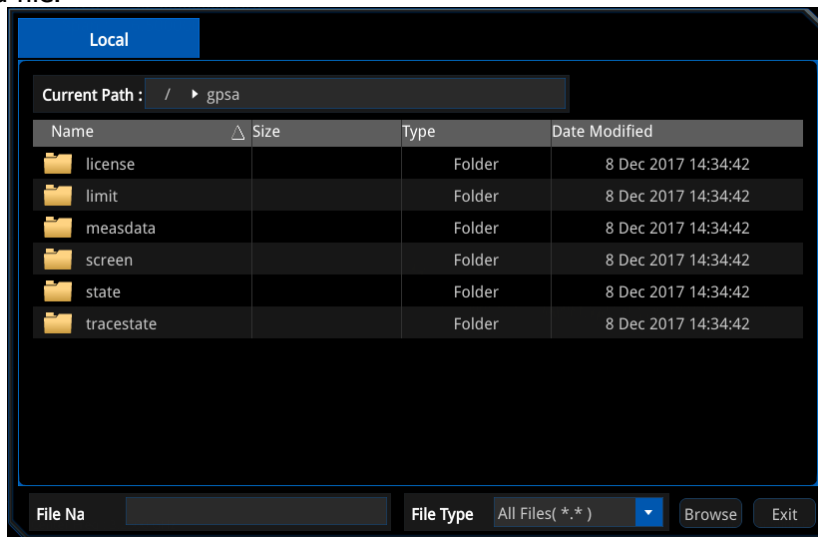 Local
Current Path : / gpsa
Name Size Type Date Modified
license Folder 8 Dec 2017 14:34:42
limit Folder 8 Dec 2017 14:34:42
measdata Folder 8 Dec 2017 14:34:42
screen Folder 8 Dec 2017 14:34:42
state Folder 8 Dec 2017 14:34:42
tracestate Folder 8 Dec 2017 14:34:42
File Na File Type All Files( *.* ) Browse Exit